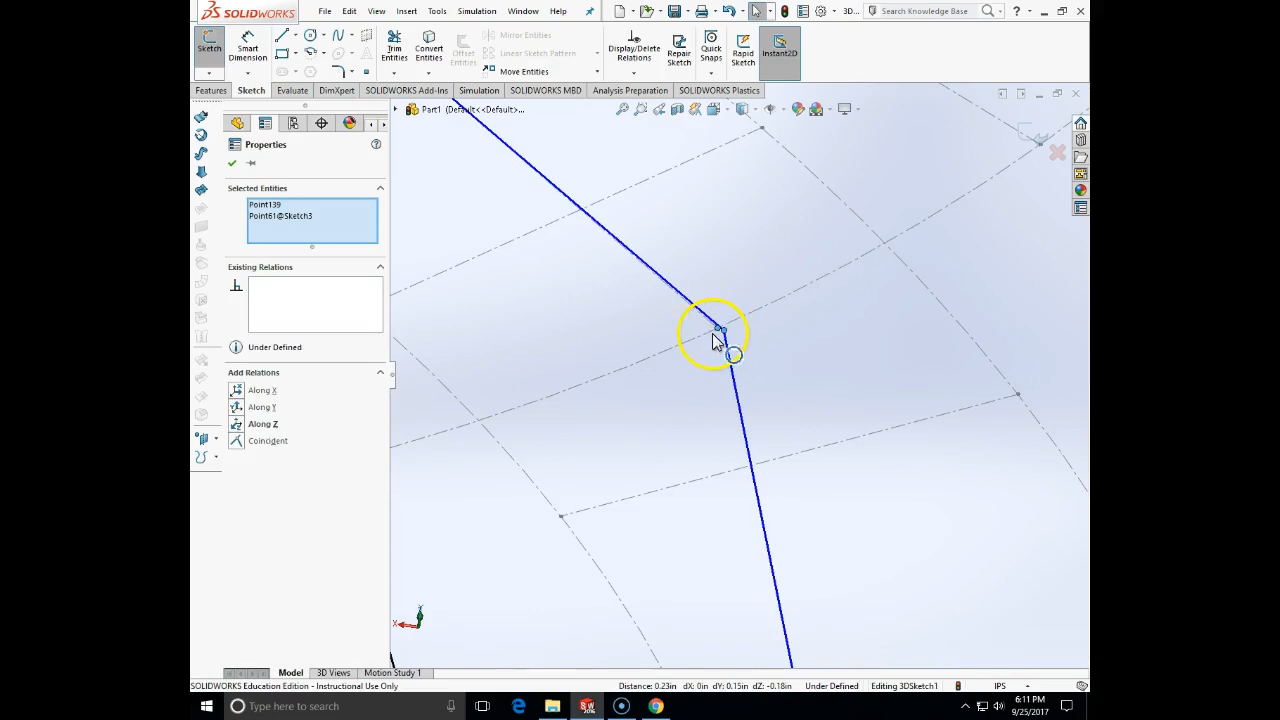 SOLIDWORKS File Edit View Insert Tools Simulation Window Help 3D... Search Knowledge Base ?
Sketch Smart Dimension Trim Entities Convert Entities Offset Entities Mirror Entities Linear Sketch Pattern Move Entities Display/Delete Relations Repair Sketch Quick Snaps Rapid Sketch Instant2D
Features Sketch Evaluate DimXpert SOLIDWORKS Add-Ins Simulation SOLIDWORKS MBD Analysis Preparation SOLIDWORKS Plastics
Part1 (Default<<Default>...
Properties
Selected Entities
Point139
Point61@Sketch3
Existing Relations
Under Defined
Add Relations
Along X
Along Y
Along Z
Coincident
Y
X
Model 3D Views Motion Study 1
SOLIDWORKS Education Edition - Instructional Use Only Distance: 0.23in dX: 0in dY: 0.15in dZ: -0.18in Under Defined Editing 3DSketch1 IPS
Type here to search
6:11 PM
9/25/2017